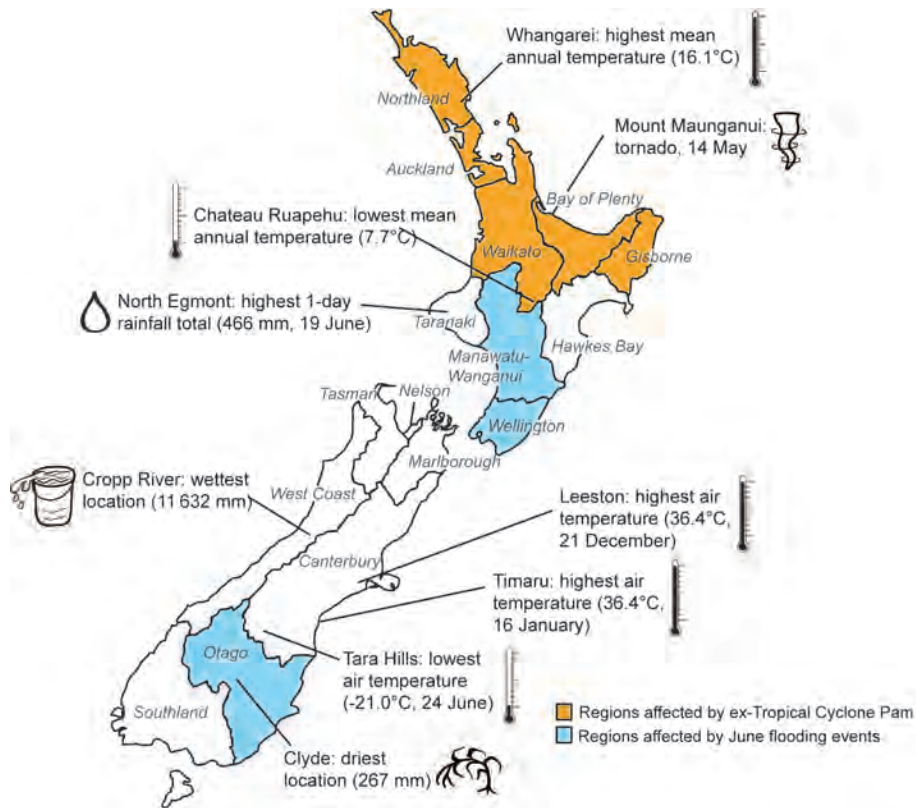 Whangarei: highest mean
annual temperature (16.1°C)
Northland
Mount Maunganui:
tornado, 14 May
Auckland
Bay of Plenty
Chateau Ruapehu: lowest mean
annual temperature (7.7°C)
Waikato
Gisborne
North Egmont: highest 1-day
rainfall total (466 mm, 19 June)
Taranaki
Hawkes Bay
Manawatu-
Wanganui
Tasman
Nelson
Wellington
Marlborough
Cropp River: wettest
location (11 632 mm)
West Coast
Leeston: highest air
temperature (36.4°C,
21 December)
Canterbury
Timaru: highest air
temperature (36.4°C,
16 January)
Otago
Tara Hills: lowest
air temperature
(-21.0°C, 24 June)
Southland
Regions affected by ex-Tropical Cyclone Pam
Regions affected by June flooding events
Clyde: driest
location (267 mm)